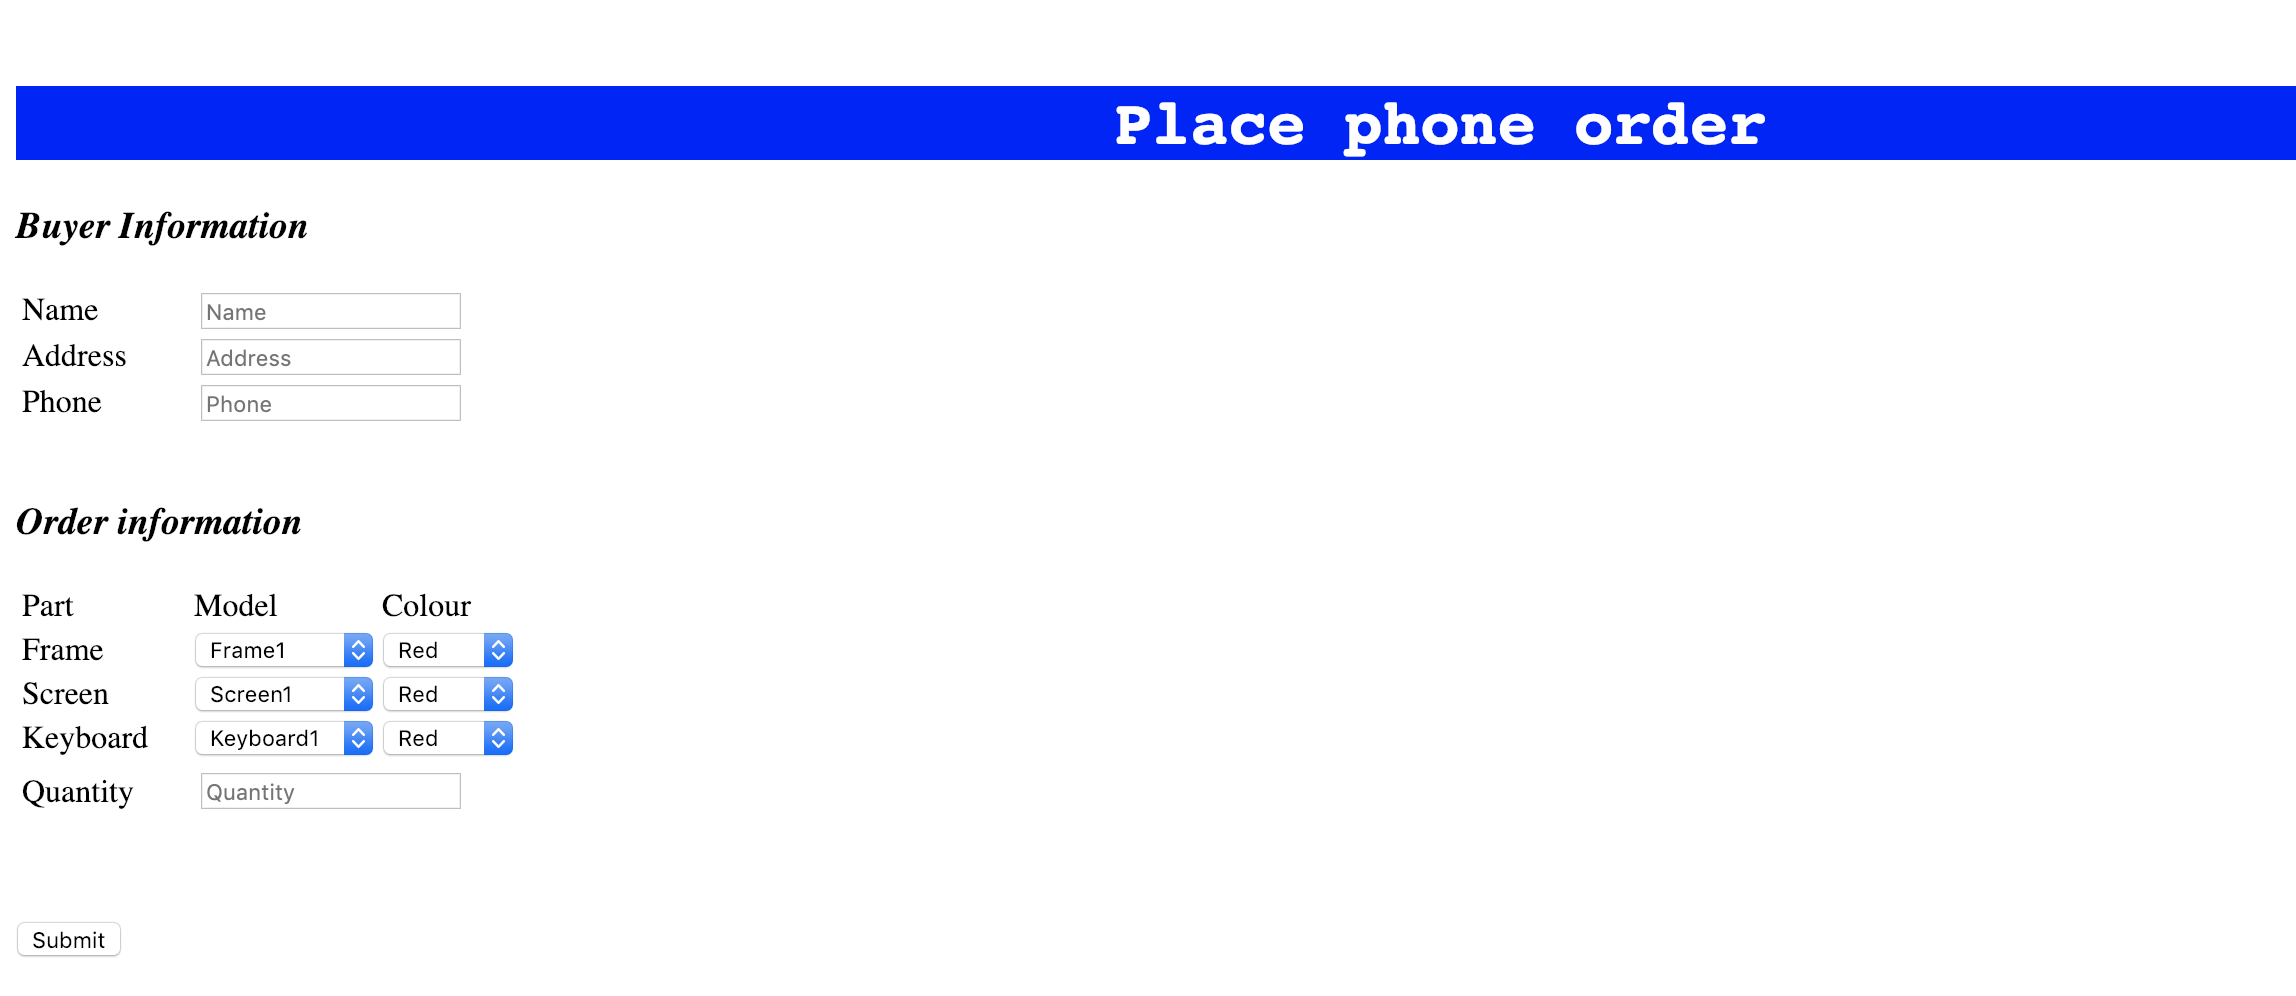 Place phone order
Buyer Information
Name Name
Address Address
Phone Phone
Order information
Part Model Colour
Frame Frame1 Red
Screen Screen1 Red
Keyboard Keyboard1 Red
Quantity Quantity
Submit